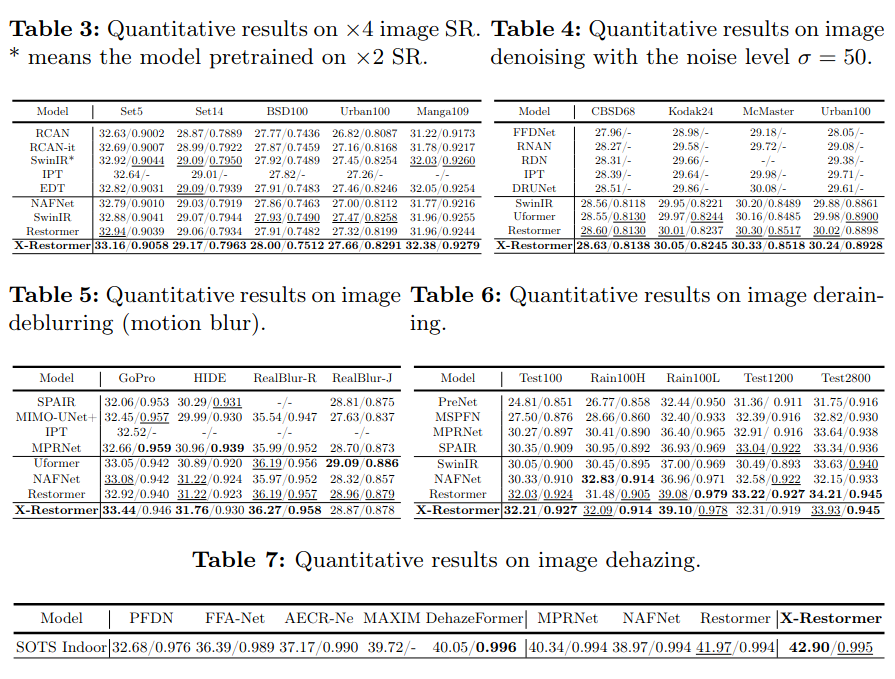 Table 3: Quantitative results on ×4 image SR.
* means the model pretrained on ×2 SR.
Model Set5 Set14 BSD100 Urban100 Manga109
RCAN 32.63/0.9002 28.87/0.7889 27.77/0.7436 26.82/0.8087 31.22/0.9173
RCAN-it 32.69/0.9007 28.99/0.7922 27.87/0.7459 27.16/0.8168 31.78/0.9217
SwinIR* 32.92/0.9044 29.09/0.7950 27.92/0.7489 27.45/0.8254 32.03/0.9260
IPT 32.64/- 29.01/- 27.82/- 27.26/- -/-
EDT 32.82/0.9031 29.09/0.7939 27.91/0.7483 27.46/0.8246 32.05/0.9254
NAFNet 32.79/0.9010 29.03/0.7919 27.86/0.7463 27.00/0.8112 31.77/0.9216
SwinIR 32.88/0.9041 29.07/0.7944 27.93/0.7490 27.47/0.8258 31.96/0.9255
Restormer 32.94/0.9039 29.06/0.7934 27.91/0.7482 27.32/0.8199 31.96/0.9244
X-Restormer 33.16/0.9058 29.17/0.7963 28.00/0.7512 27.66/0.8291 32.38/0.9279
Table 4: Quantitative results on image
denoising with the noise level σ = 50.
Model CBSD68 Kodak24 McMaster Urban100
FFDNet 27.96/- 28.98/- 29.18/- 28.05/-
RNAN 28.27/- 29.58/- 29.72/- 29.08/-
RDN 28.31/- 29.66/- -/- 29.38/-
IPT 28.39/- 29.64/- 29.98/- 29.71/-
DRUNet 28.51/- 29.86/- 30.08/- 29.61/-
SwinIR 28.56/0.8118 29.95/0.8221 30.20/0.8489 29.88/0.8861
Uformer 28.55/0.8130 29.97/0.8244 30.16/0.8485 29.98/0.8900
Restormer 28.60/0.8130 30.01/0.8237 30.30/0.8517 30.02/0.8898
X-Restormer 28.63/0.8138 30.05/0.8245 30.33/0.8518 30.24/0.8928
Table 5: Quantitative results on image
deblurring (motion blur).
Model GoPro HIDE RealBlur-R RealBlur-J
SPAIR 32.06/0.953 30.29/0.931 -/- 28.81/0.875
MIMO-UNet+ 32.45/0.957 29.99/0.930 35.54/0.947 27.63/0.837
IPT 32.52/- -/- -/- -/-
MPRNet 32.66/0.959 30.96/0.939 35.99/0.952 28.70/0.873
Uformer 33.05/0.942 30.89/0.920 36.19/0.956 29.09/0.886
NAFNet 33.08/0.942 31.22/0.924 35.97/0.952 28.32/0.857
Restormer 32.92/0.940 31.22/0.923 36.19/0.957 28.96/0.879
X-Restormer 33.44/0.946 31.76/0.930 36.27/0.958 28.87/0.878
Table 6: Quantitative results on image derain-
ing.
Model Test100 Rain100H Rain100L Test1200 Test2800
PreNet 24.81/0.851 26.77/0.858 32.44/0.950 31.36/ 0.911 31.75/0.916
MSPFN 27.50/0.876 28.66/0.860 32.40/0.933 32.39/0.916 32.82/0.930
MPRNet 30.27/0.897 30.41/0.890 36.40/0.965 32.91/ 0.916 33.64/0.938
SPAIR 30.35/0.909 30.95/0.892 36.93/0.969 33.04/0.922 33.34/0.936
SwinIR 30.05/0.900 30.45/0.895 37.00/0.969 30.49/0.893 33.63/0.940
NAFNet 30.33/0.910 32.83/0.914 36.96/0.971 32.58/0.922 32.15/0.933
Restormer 32.03/0.924 31.48/0.905 39.08/0.979 33.22/0.927 34.21/0.945
X-Restormer 32.21/0.927 32.09/0.914 39.10/0.978 32.31/0.919 33.93/0.945
Table 7: Quantitative results on image dehazing.
Model PFDN FFA-Net AECR-Ne MAXIM DehazeFormer MPRNet NAFNet Restormer X-Restormer
SOTS Indoor 32.68/0.976 36.39/0.989 37.17/0.990 39.72/- 40.05/0.996 40.34/0.994 38.97/0.994 41.97/0.994 42.90/0.995